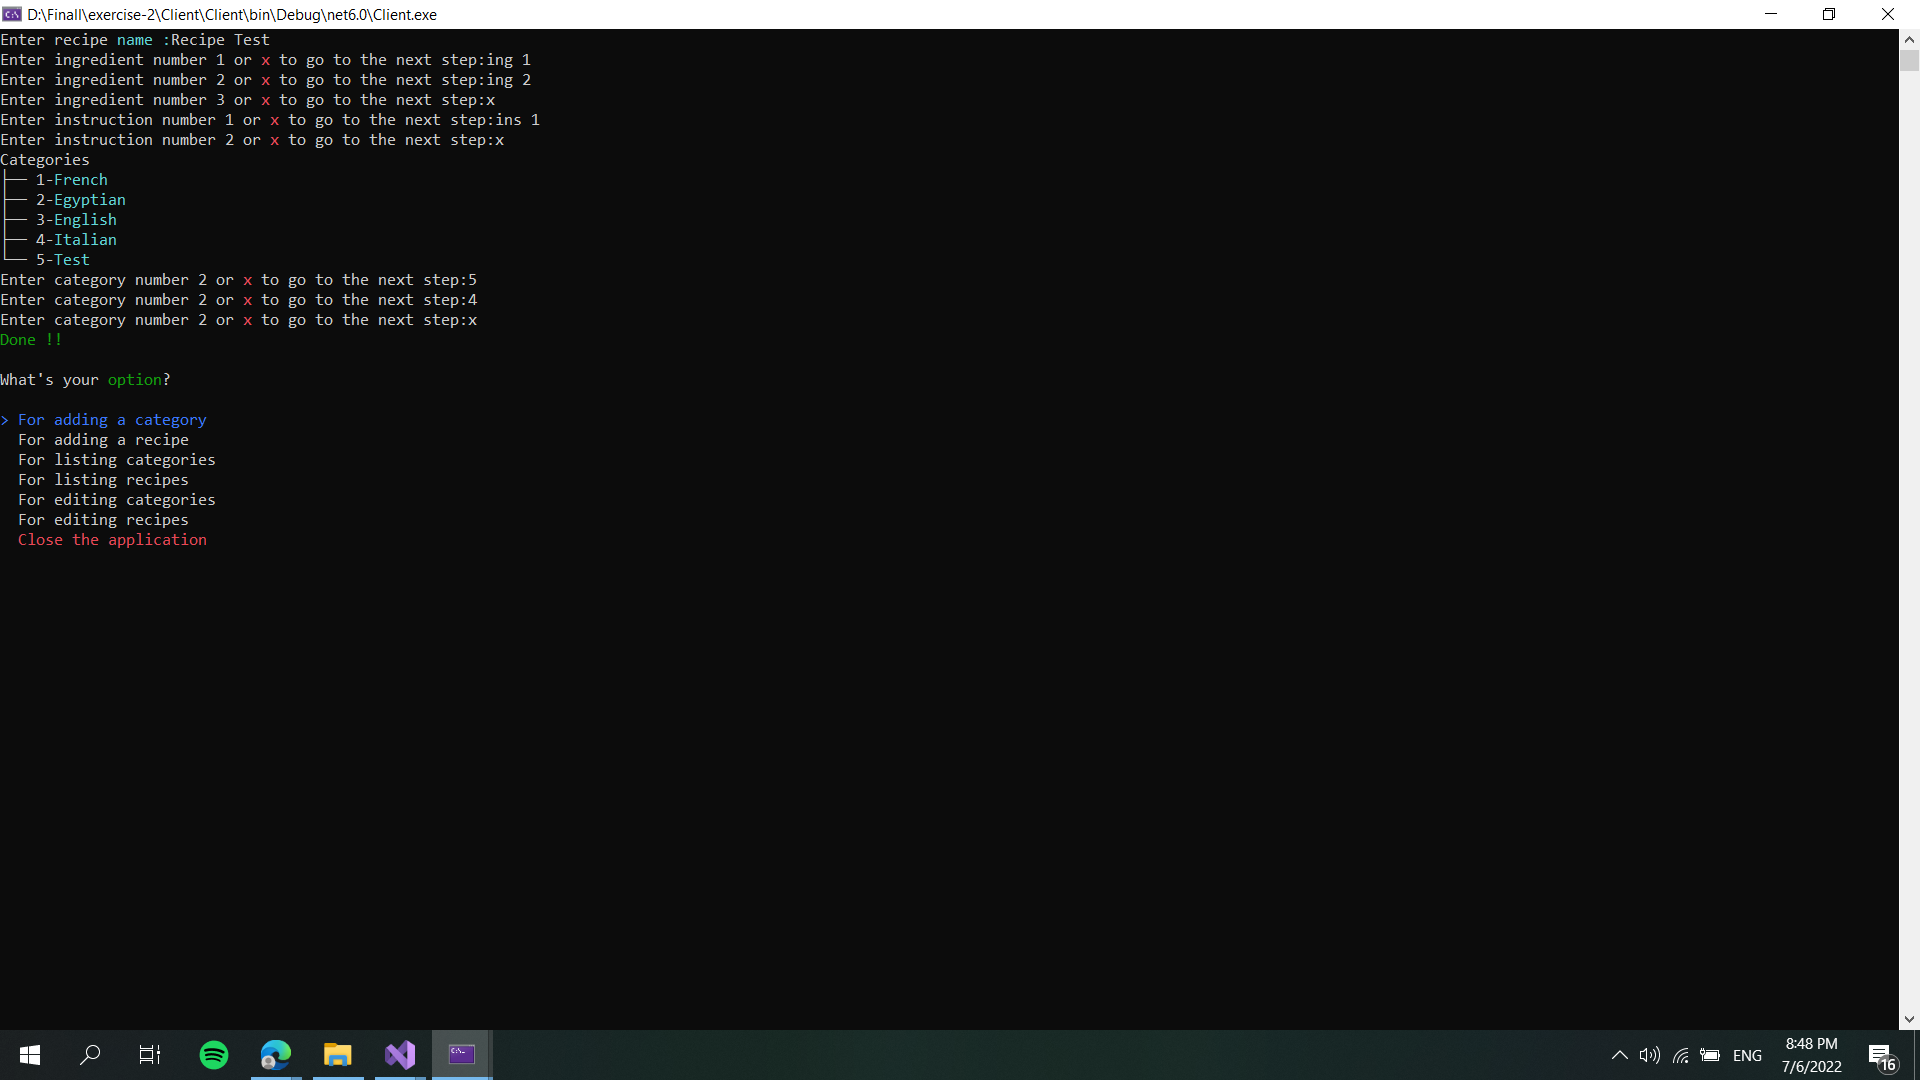 D:\Finall\exercise-2\Client\Client\bin\Debug\net6.0\Client.exe
Enter recipe name :Recipe Test
Enter ingredient number 1 or x to go to the next step:ing 1
Enter ingredient number 2 or x to go to the next step:ing 2
Enter ingredient number 3 or x to go to the next step:x
Enter instruction number 1 or x to go to the next step:ins 1
Enter instruction number 2 or x to go to the next step:x
Categories
├── 1-French
├── 2-Egyptian
├── 3-English
├── 4-Italian
└── 5-Test
Enter category number 2 or x to go to the next step:5
Enter category number 2 or x to go to the next step:4
Enter category number 2 or x to go to the next step:x
Done !!
What's your option?
> For adding a category
For adding a recipe
For listing categories
For listing recipes
For editing categories
For editing recipes
Close the application
ENG
8:48 PM
7/6/2022
16